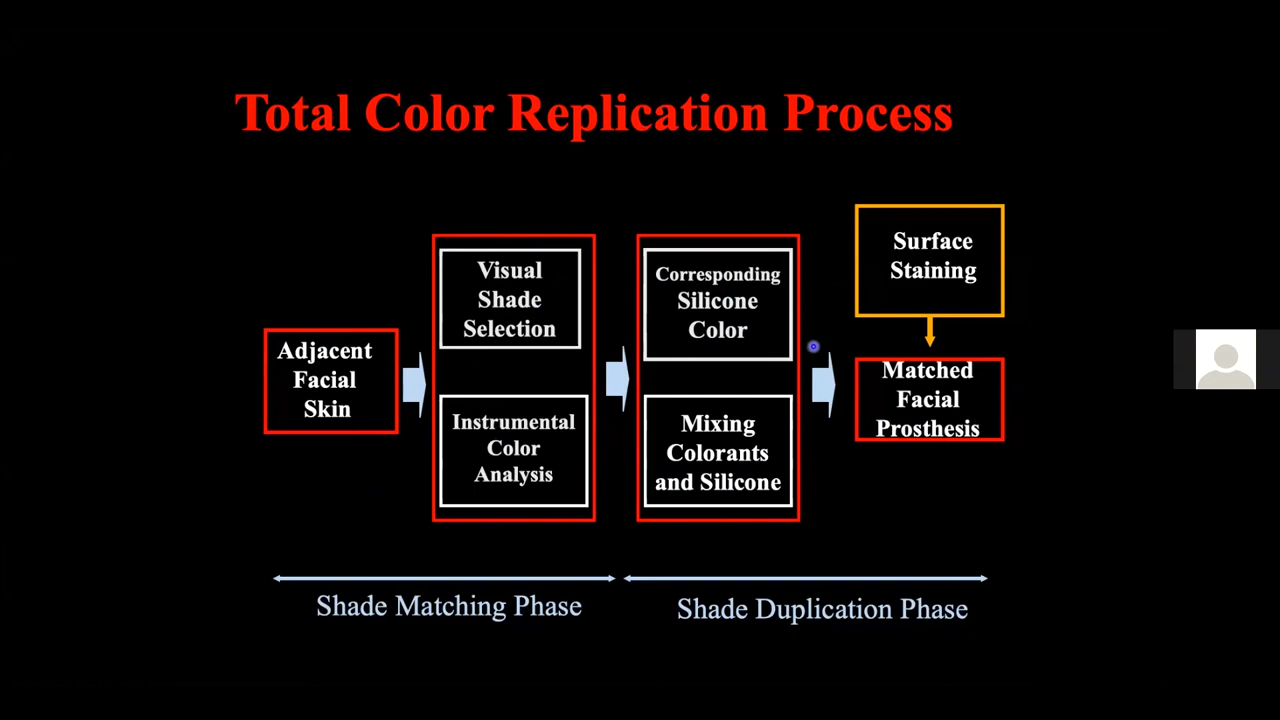 Total Color Replication Process
Adjacent
Facial
Skin
Visual
Shade
Selection
Instrumental
Color
Analysis
Corresponding
Silicone
Color
Mixing
Colorants
and Silicone
Surface
Staining
Matched
Facial
Prosthesis
Shade Matching Phase
Shade Duplication Phase